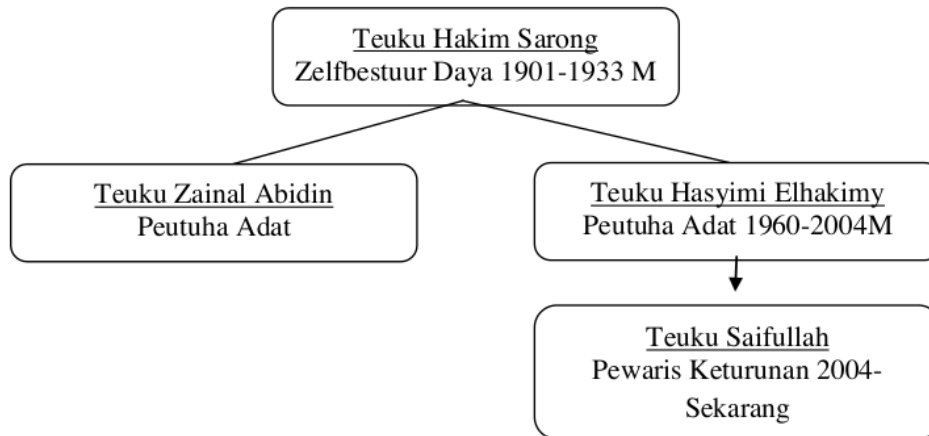 Teuku Hakim Sarong
Zelfbestuur Daya 1901-1933 M
Teuku Zainal Abidin
Peutuha Adat
Teuku Hasyimi Elhakimy
Peutuha Adat 1960-2004M
Teuku Saifullah
Pewaris Keturunan 2004-
Sekarang